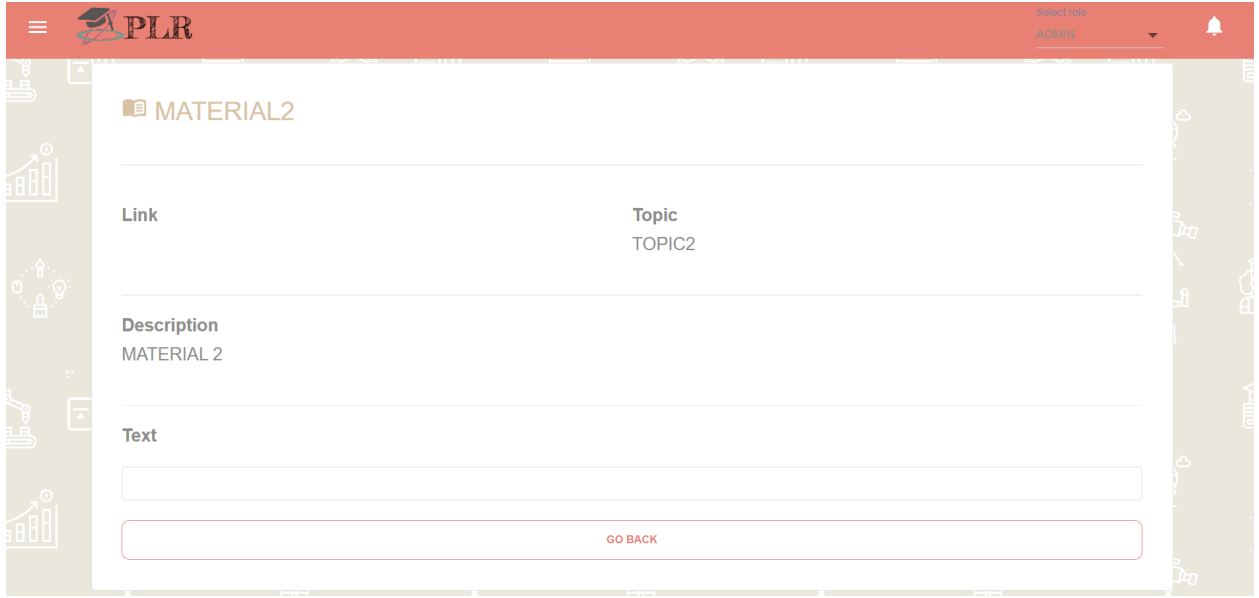 PLR
Select role
ADMIN
MATERIAL2
Link
Topic
TOPIC2
Description
MATERIAL 2
Text
GO BACK